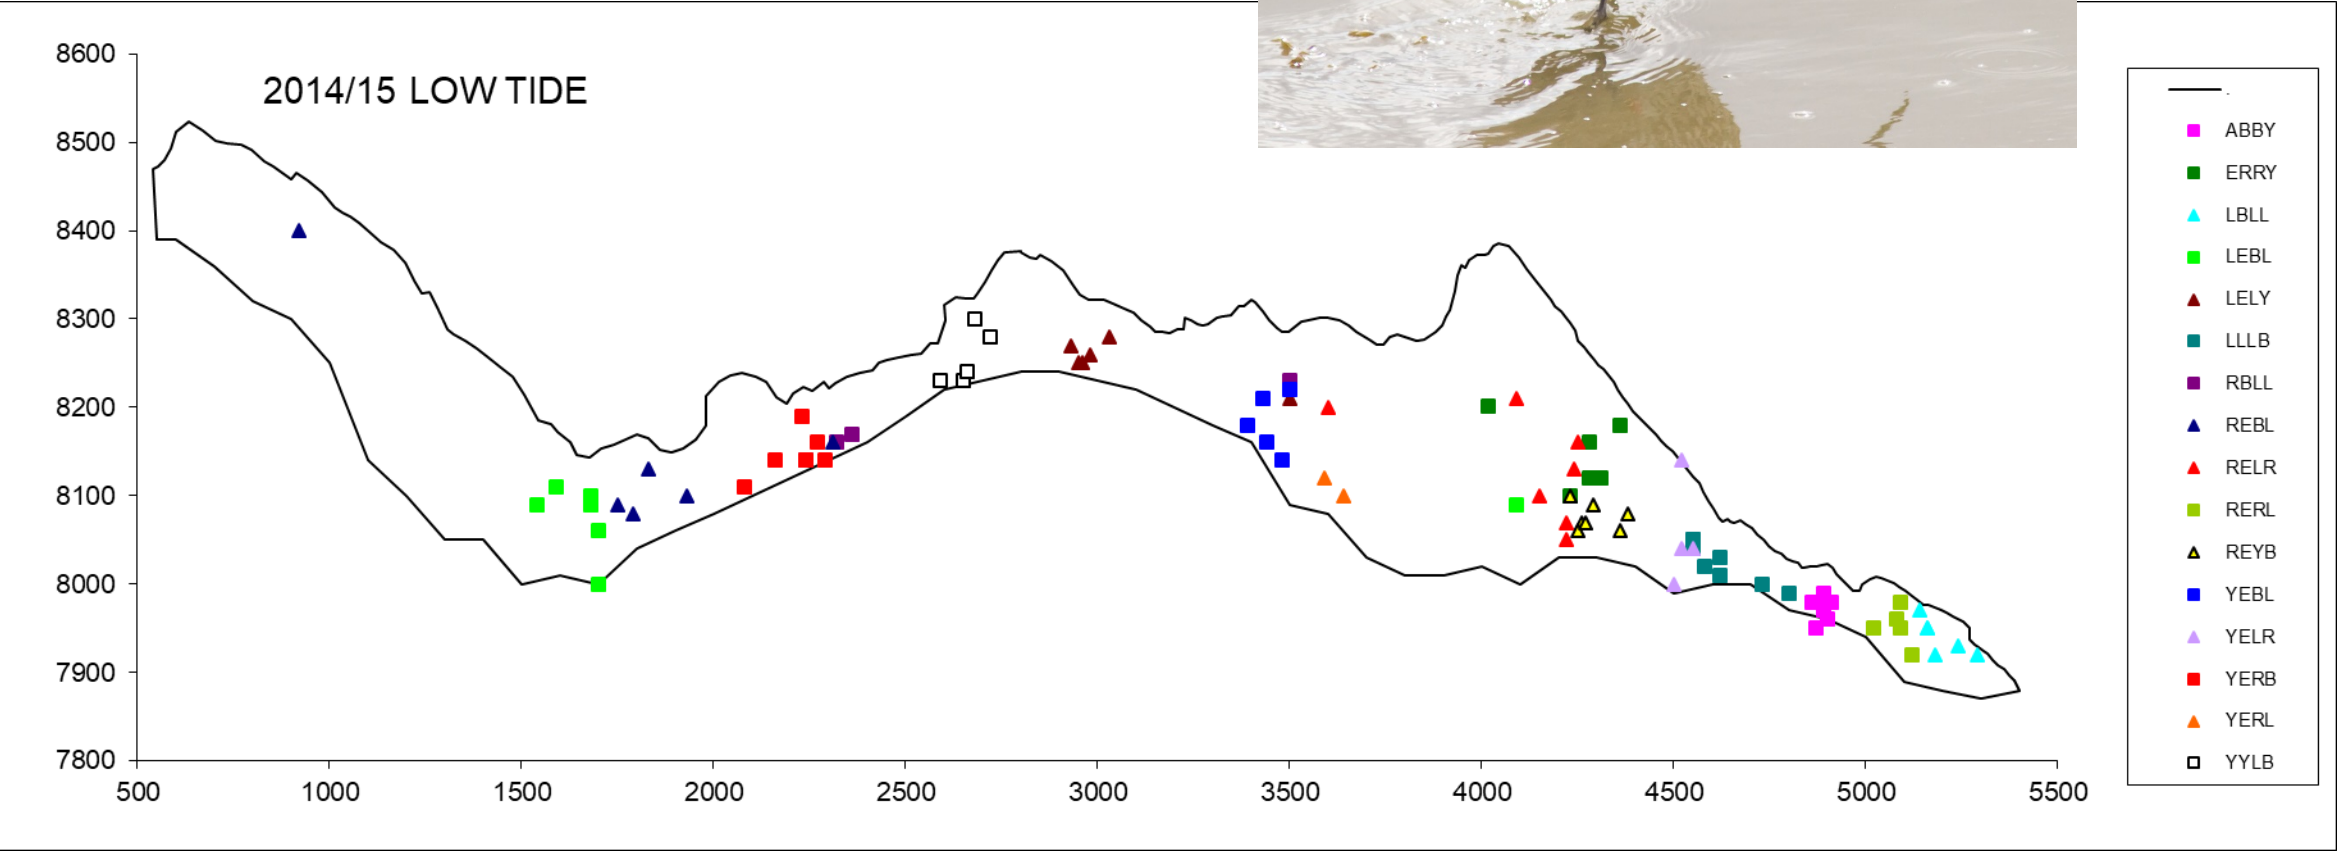 2014/15 LOW TIDE
8600
8500
8400
8300
8200
8100
8000
7900
7800
500 1000 1500 2000 2500 3000 3500 4000 4500 5000 5500
.
ABBY
ERRY
LBLL
LEBL
LELY
LLLB
RBLL
REBL
RELR
RERL
REYB
YEBL
YELR
YERB
YERL
YYLB